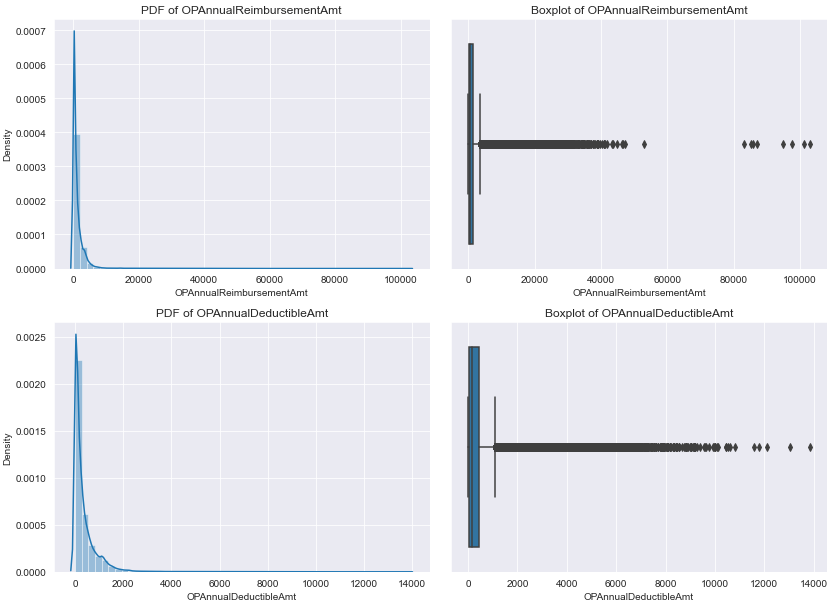 PDF of OPAnnualReimbursementAmt
Density
0.0007
0.0006
0.0005
0.0004
0.0003
0.0002
0.0001
0.0000
0 20000 40000 60000 80000 100000
OPAnnualReimbursementAmt
Boxplot of OPAnnualReimbursementAmt
0 20000 40000 60000 80000 100000
OPAnnualReimbursementAmt
PDF of OPAnnualDeductibleAmt
Density
0.0025
0.0020
0.0015
0.0010
0.0005
0.0000
0 2000 4000 6000 8000 10000 12000 14000
OPAnnualDeductibleAmt
Boxplot of OPAnnualDeductibleAmt
0 2000 4000 6000 8000 10000 12000 14000
OPAnnualDeductibleAmt